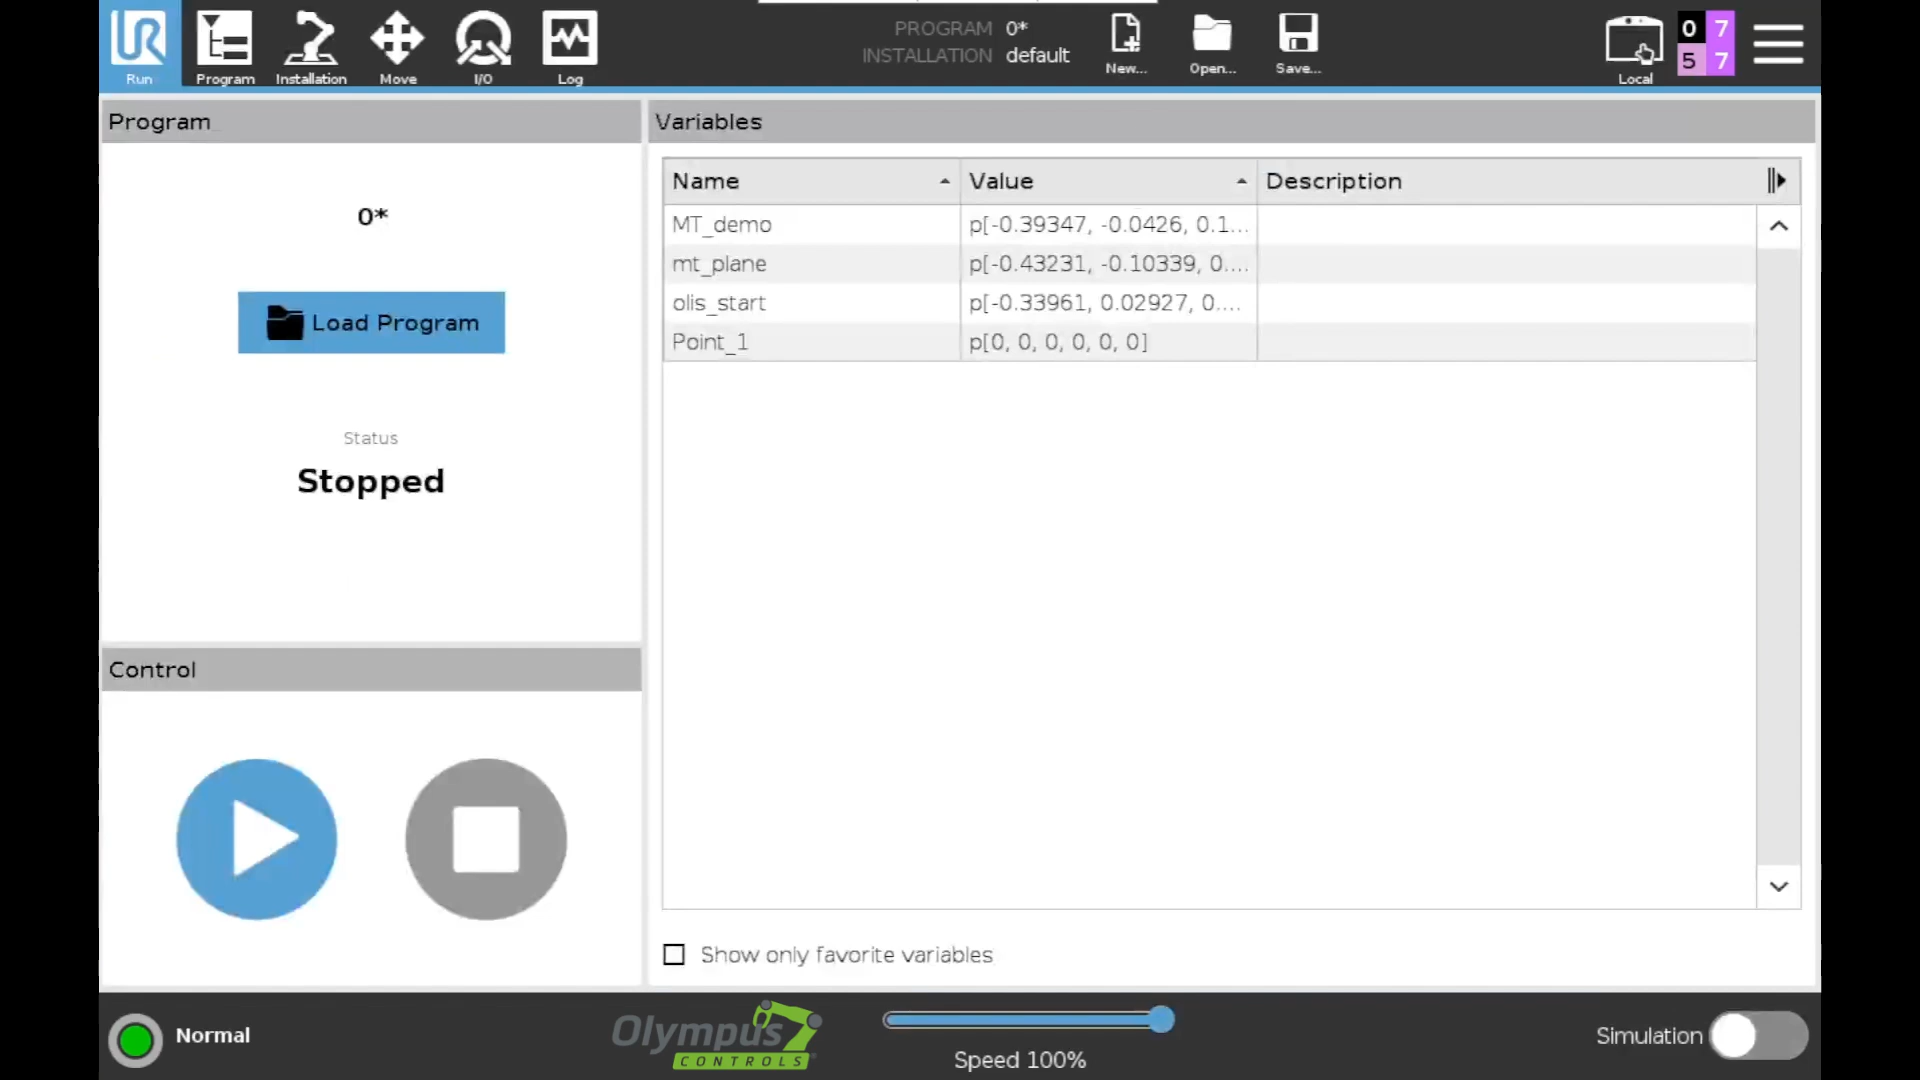 Run
Program
Installation
Move
I/O
Log
PROGRAM 0*
INSTALLATION default
New...
Open...
Save...
Local
0 7
5 7
Program
0*
Load Program
Status
Stopped
Control
Variables
Name Value Description
MT_demo p[-0.39347, -0.0426, 0.1...
mt_plane p[-0.43231, -0.10339, 0....
olis_start p[-0.33961, 0.02927, 0....
Point_1 p[0, 0, 0, 0, 0, 0]
Show only favorite variables
Normal
Olympus
CONTROLS
Speed 100%
Simulation